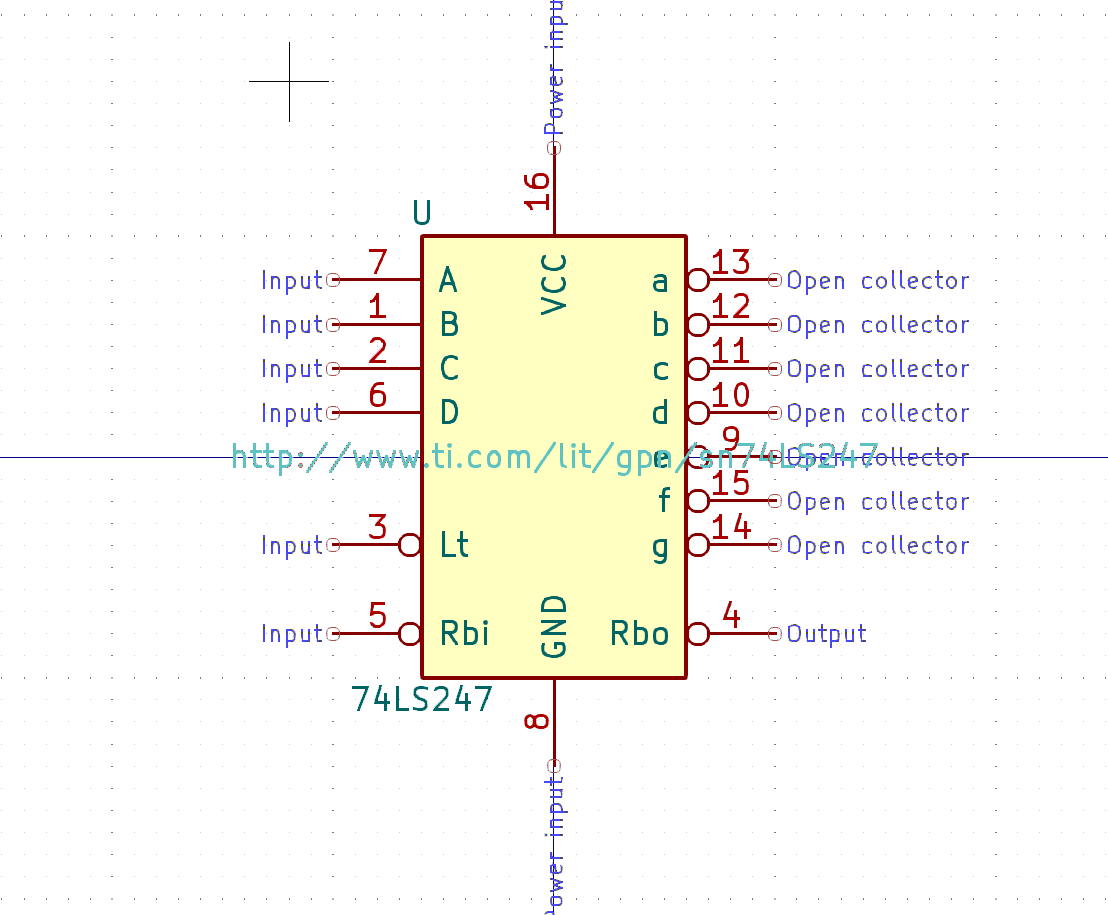 Power input
16
U
VCC
Input 7 A a 13 Open collector
Input 1 B b 12 Open collector
Input 2 C c 11 Open collector
Input 6 D d 10 Open collector
http://www.ti.com/lit/gpn/sn74LS247
e 9 Open collector
f 15 Open collector
Input 3 Lt g 14 Open collector
Input 5 Rbi Rbo 4 Output
GND
74LS247
8
Power input